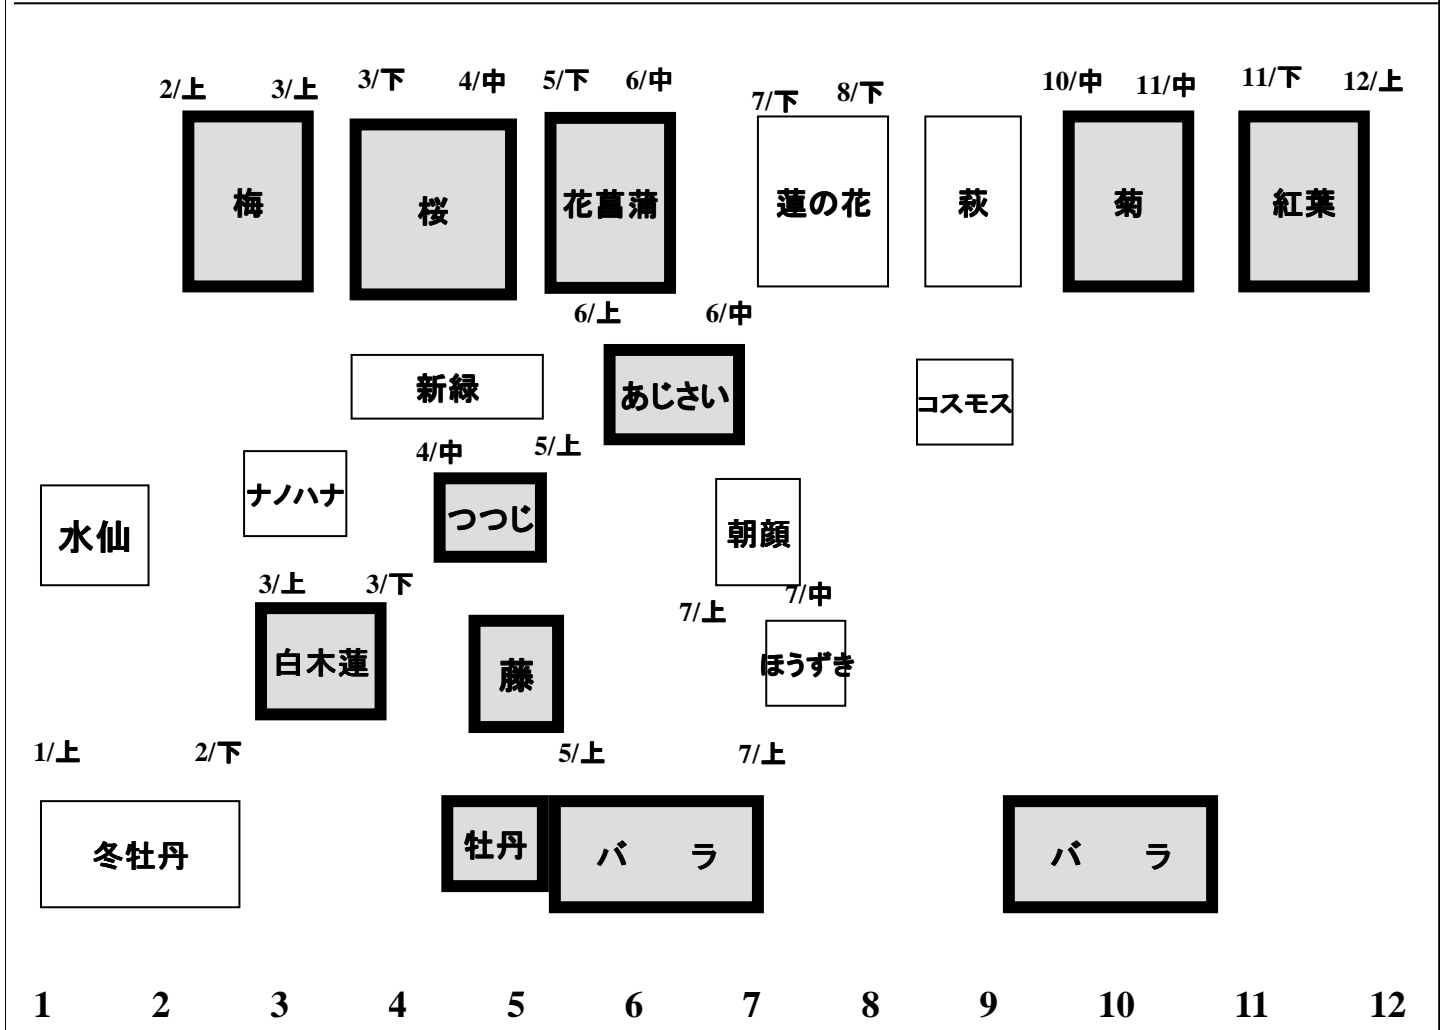 2/上 3/上 3/下 4/中 5/下 6/中 7/下 8/下 10/中 11/中 11/下 12/上
梅 桜 花菖蒲 蓮の花 萩 菊 紅葉
6/上 6/中
新緑 あじさい コスモス
4/中 5/上
ナノハナ つつじ 朝顔
水仙
3/上 3/下 7/上 7/中
白木蓮 藤 ほうずき
1/上 2/下 5/上 7/上
冬牡丹 牡丹 バラ バラ
1 2 3 4 5 6 7 8 9 10 11 12